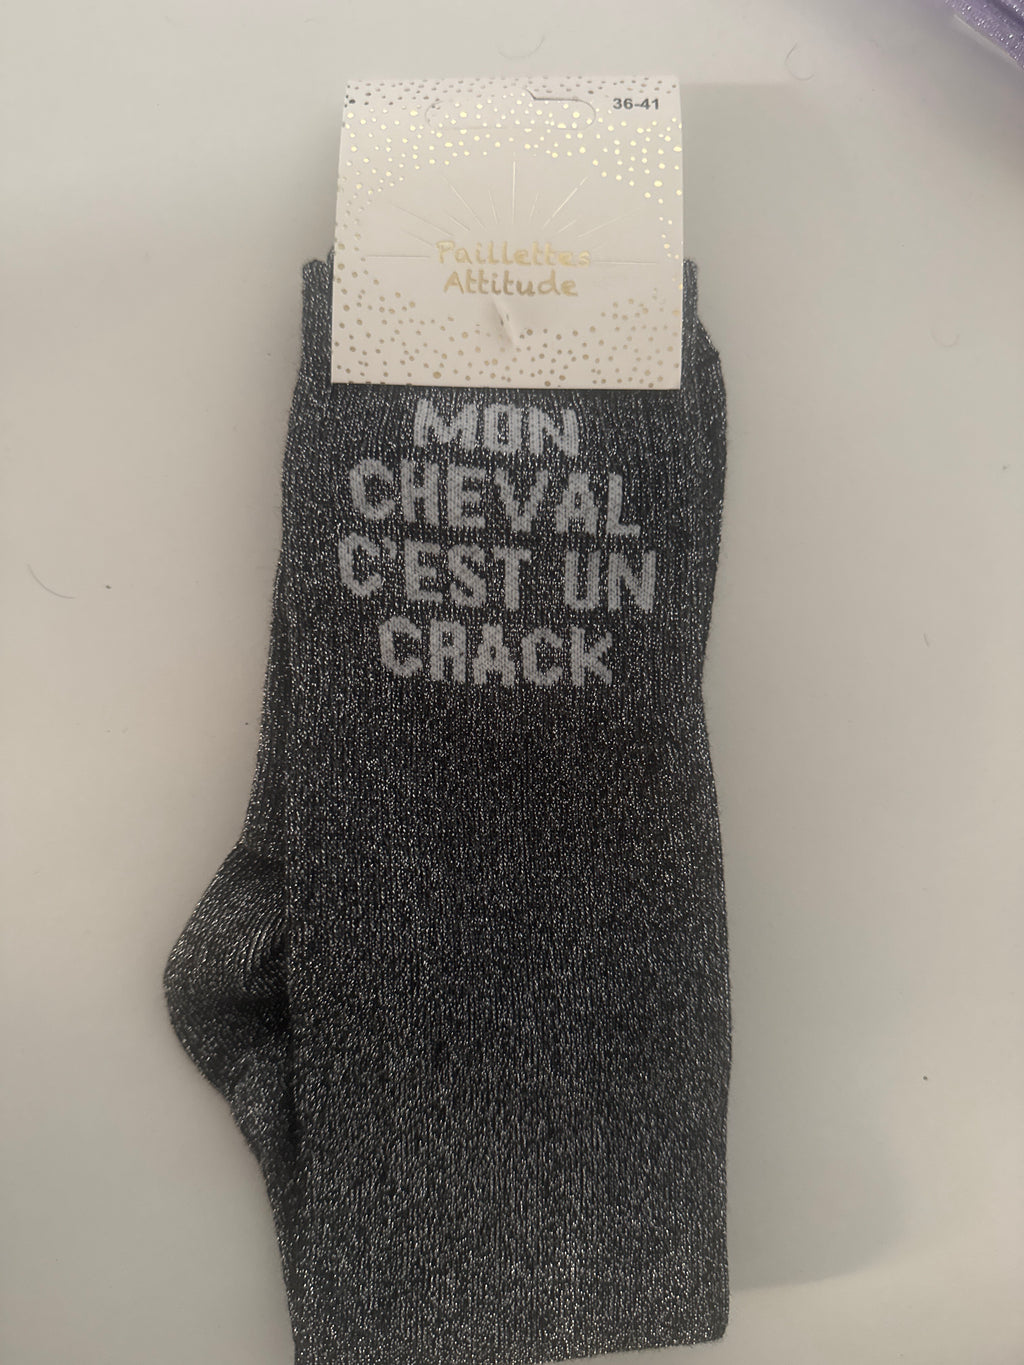 36-41
Paillettes
Attitude
MON
CHEVAL
C'EST UN
CRACK